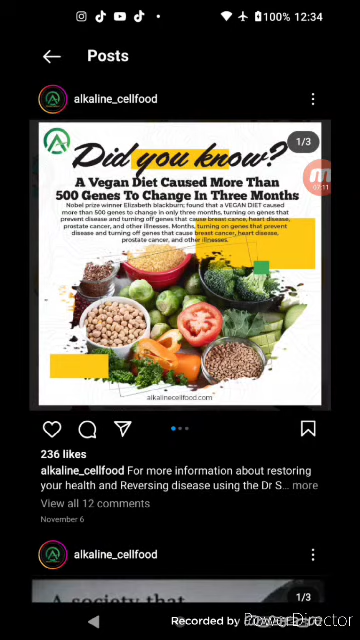 100% 12:34
Posts
alkaline_cellfood
Did you know?
1/3
A Vegan Diet Caused More Than
500 Genes To Change In Three Months
Nobel prize winner Elizabeth blackburn; found that a VEGAN DIET caused
more than 500 genes to change in only three months, turning on genes that
prevent disease and turning off genes that cause breast cance, heart disease,
prostate cancer, and other illnesses. Months, turning on genes that prevent
disease and turning off genes that cause breast cancer, heart disease,
prostate cancer, and other illnesses.
07:11
alkalinecellfood.com
236 likes
alkaline_cellfood For more information about restoring
your health and Reversing disease using the Dr S... more
View all 12 comments
November 6
alkaline_cellfood
A society that
1/3
Recorded by
PowerDirector